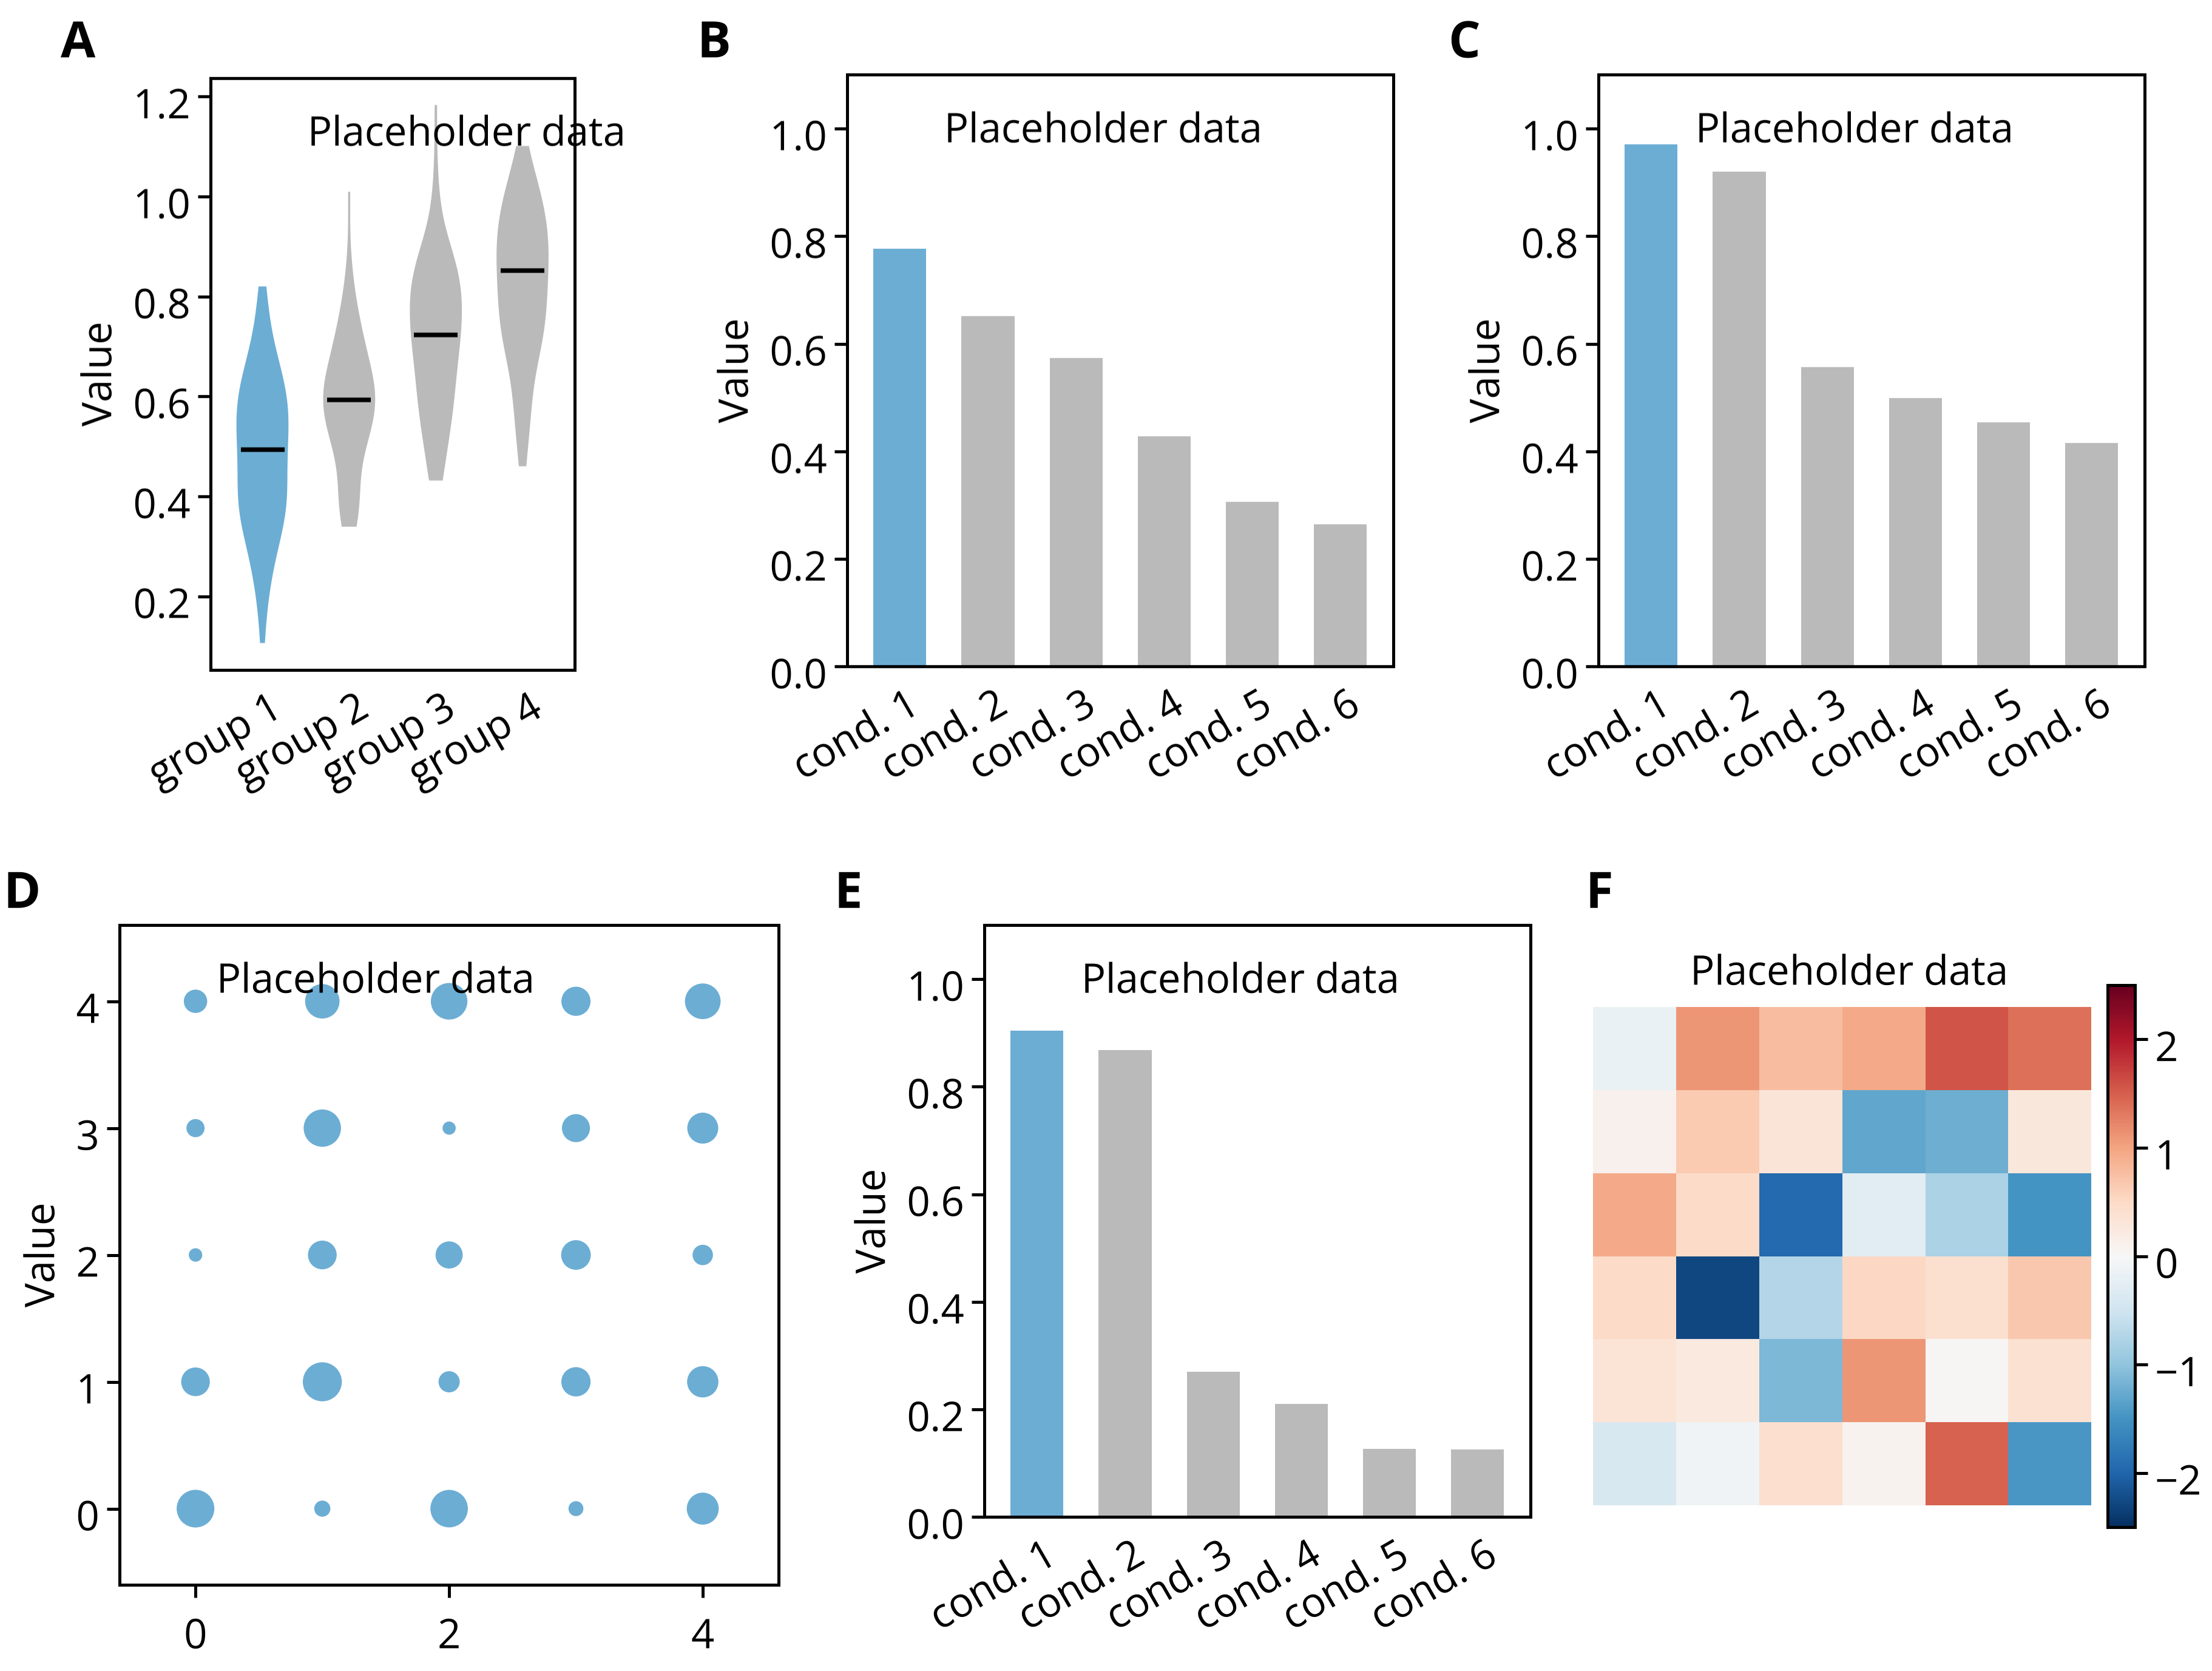 A
Placeholder data
Value
1.2
1.0
0.8
0.6
0.4
0.2
group 1
group 2
group 3
group 4
B
Placeholder data
Value
1.0
0.8
0.6
0.4
0.2
0.0
cond. 1
cond. 2
cond. 3
cond. 4
cond. 5
cond. 6
C
Placeholder data
Value
1.0
0.8
0.6
0.4
0.2
0.0
cond. 1
cond. 2
cond. 3
cond. 4
cond. 5
cond. 6
D
Placeholder data
Value
4
3
2
1
0
0 2 4
E
Placeholder data
Value
1.0
0.8
0.6
0.4
0.2
0.0
cond. 1
cond. 2
cond. 3
cond. 4
cond. 5
cond. 6
F
Placeholder data
2
1
0
−1
−2